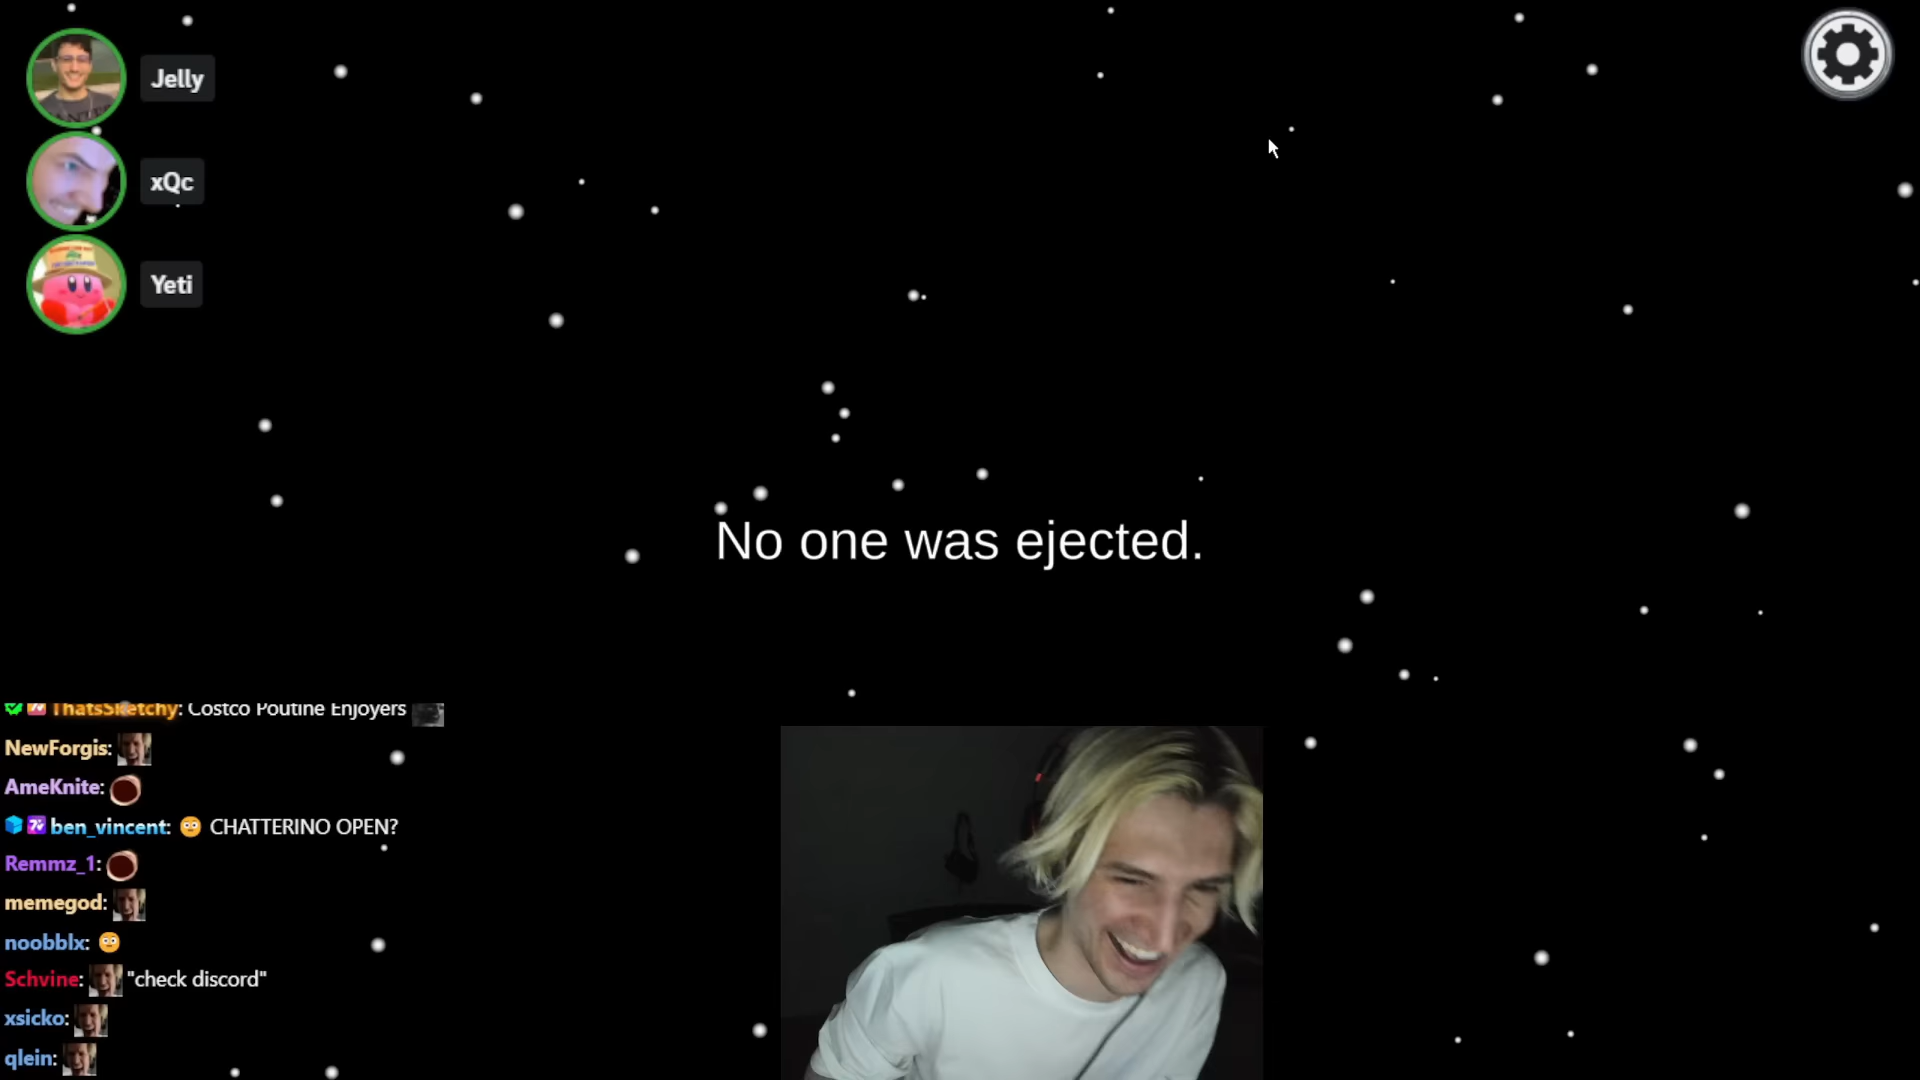 Jelly
xQc
Yeti
No one was ejected.
ThatsSketchy: Costco Poutine Enjoyers
NewForgis:
AmeKnite:
ben_vincent: 😳 CHATTERINO OPEN?
Remmz_1:
memegod:
noobblx: 😳
Schvine: "check discord"
xsicko:
qlein: